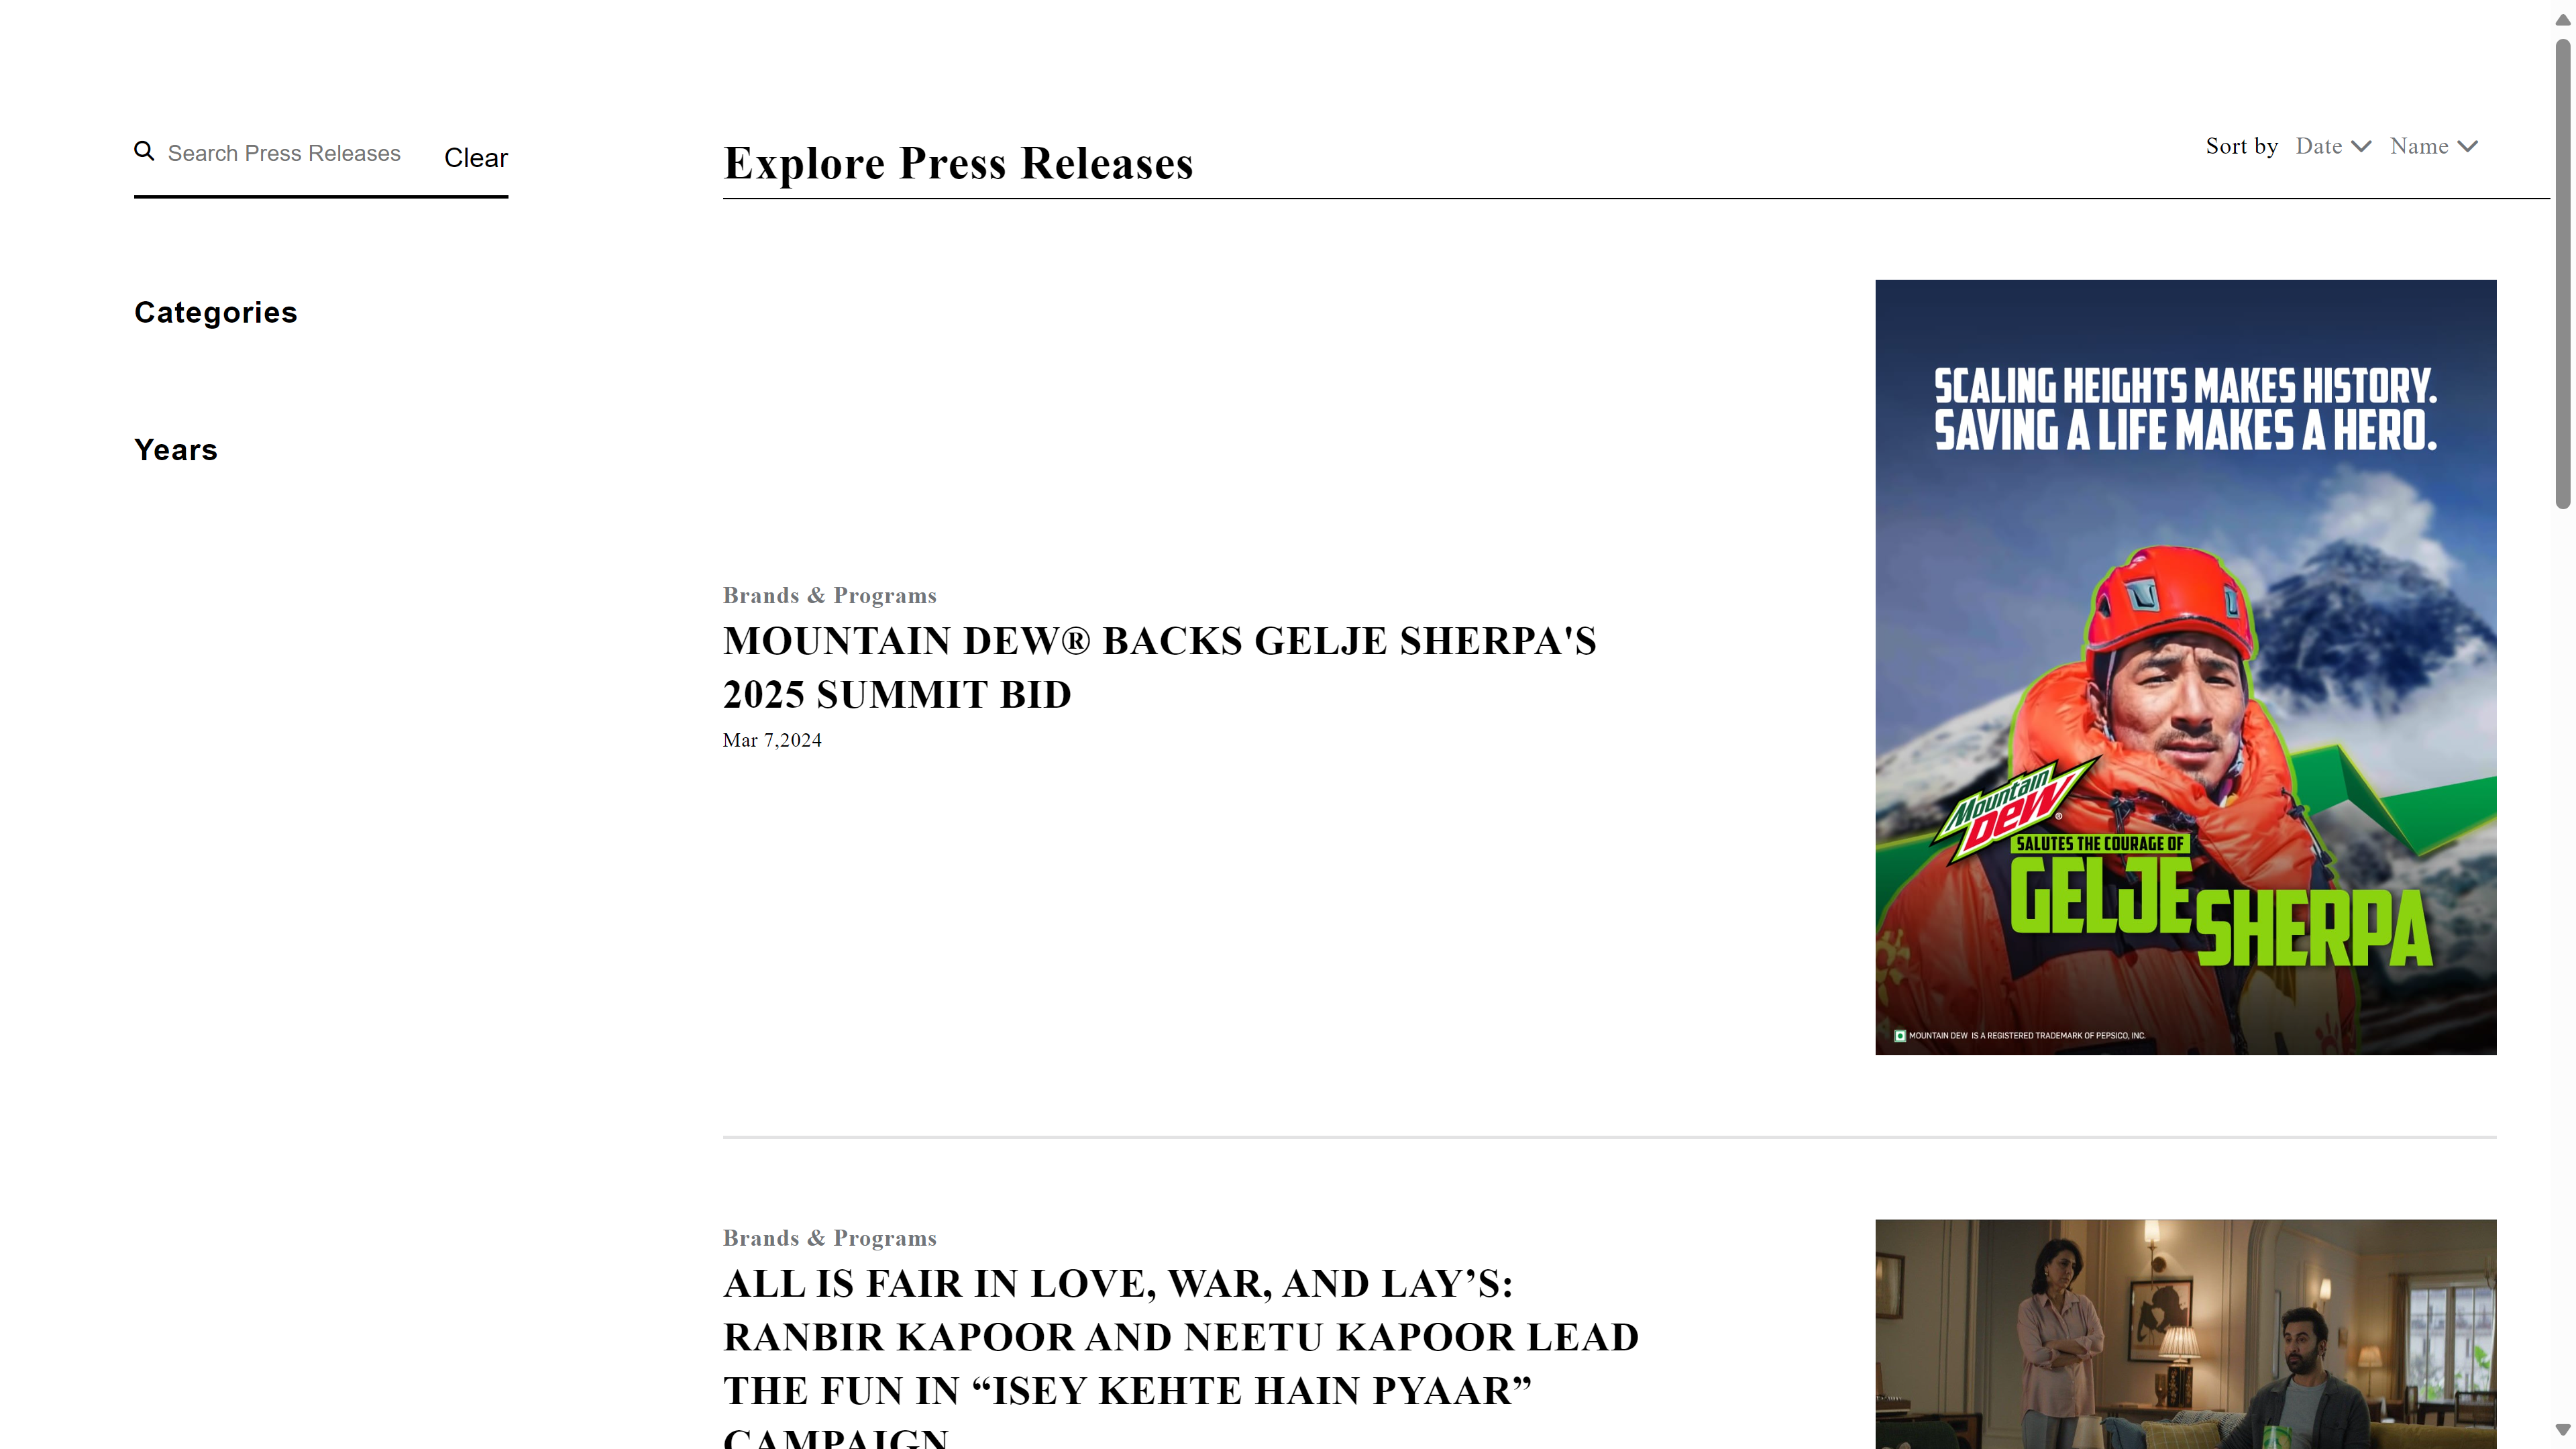 Search Press Releases
Clear
Explore Press Releases
Sort by Date Name
Categories
Years
Brands & Programs
MOUNTAIN DEW® BACKS GELJE SHERPA'S
2025 SUMMIT BID
Mar 7,2024
SCALING HEIGHTS MAKES HISTORY.
SAVING A LIFE MAKES A HERO.
Mountain
Dew®
SALUTES THE COURAGE OF
GELJE
SHERPA
MOUNTAIN DEW IS A REGISTERED TRADEMARK OF PEPSICO, INC.
Brands & Programs
ALL IS FAIR IN LOVE, WAR, AND LAY’S:
RANBIR KAPOOR AND NEETU KAPOOR LEAD
THE FUN IN “ISEY KEHTE HAIN PYAAR”
CAMPAIGN